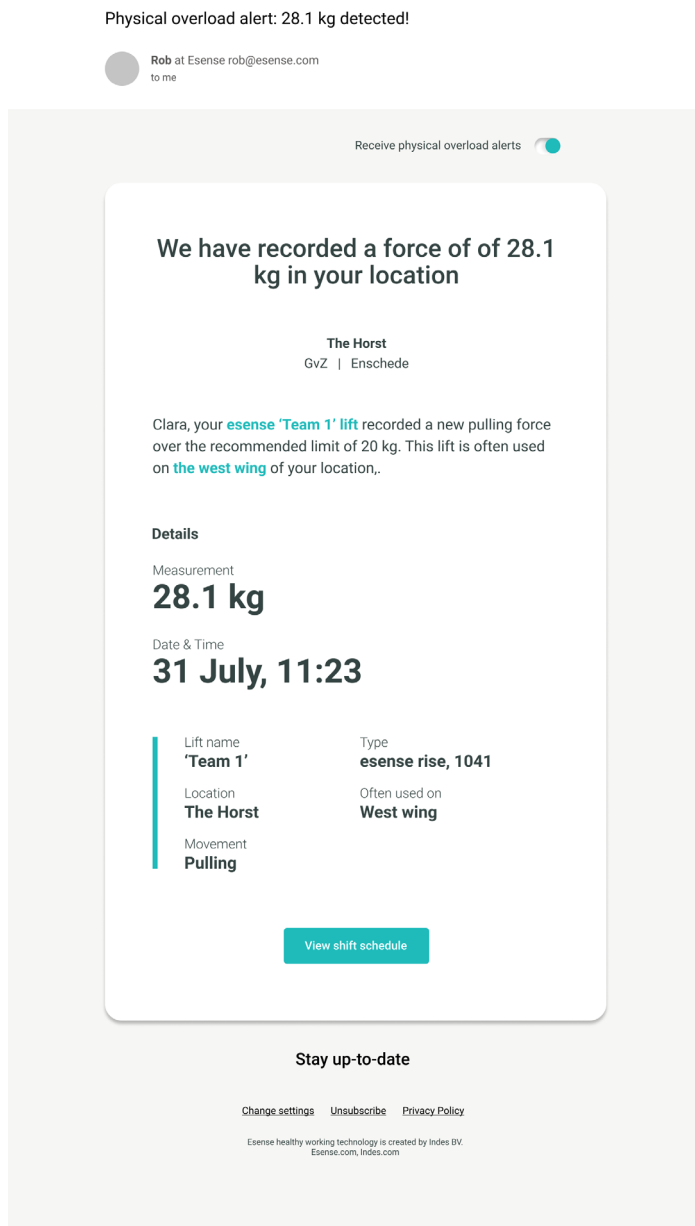 Physical overload alert: 28.1 kg detected!
Rob at Esense rob@esense.com
to me
Receive physical overload alerts
We have recorded a force of of 28.1
kg in your location
The Horst
GvZ | Enschede
Clara, your esense ‘Team 1’ lift recorded a new pulling force
over the recommended limit of 20 kg. This lift is often used
on the west wing of your location,.
Details
Measurement
28.1 kg
Date & Time
31 July, 11:23
Lift name
‘Team 1’
Type
esense rise, 1041
Location
The Horst
Often used on
West wing
Movement
Pulling
View shift schedule
Stay up-to-date
Change settings Unsubscribe Privacy Policy
Esense healthy working technology is created by Indes BV.
Esense.com, Indes.com